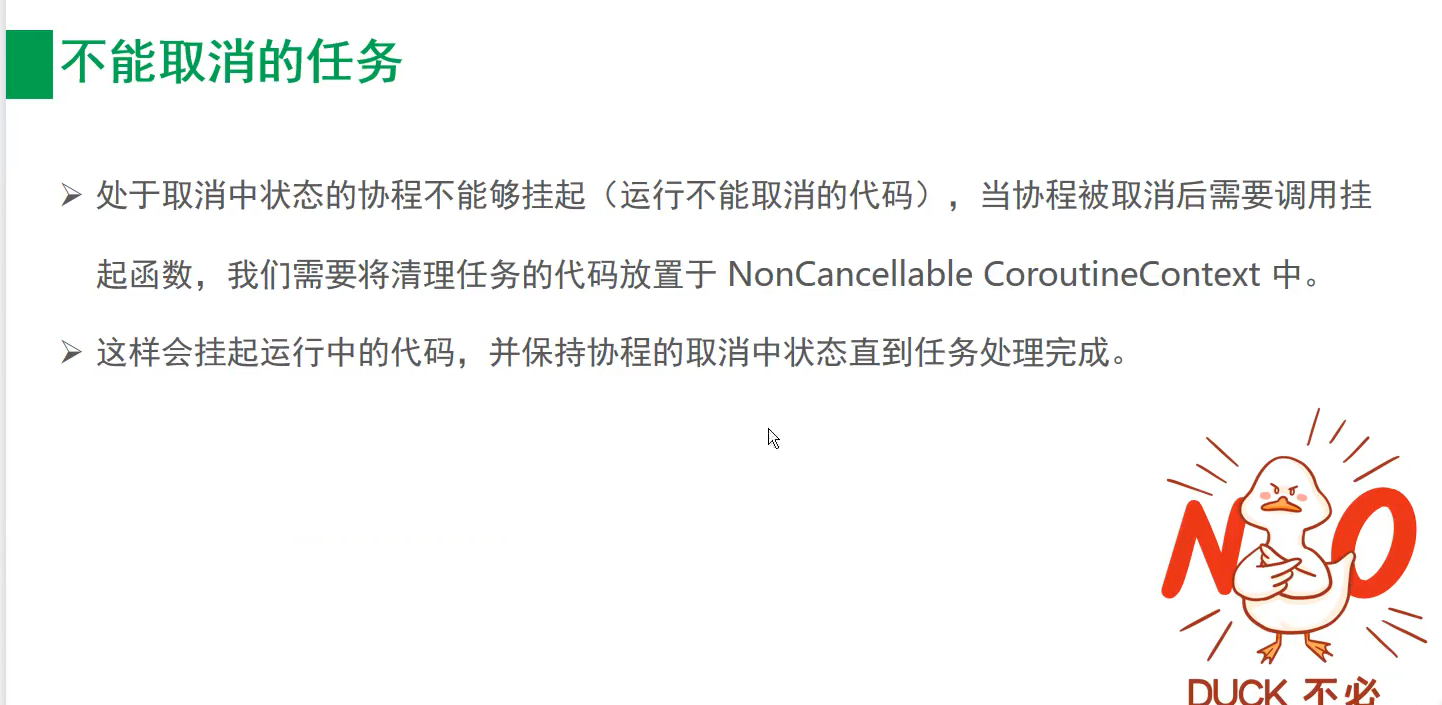 不能取消的任务
处于取消中状态的协程不能够挂起（运行不能取消的代码），当协程被取消后需要调用挂
起函数，我们需要将清理任务的代码放置于 NonCancellable CoroutineContext 中。
这样会挂起运行中的代码，并保持协程的取消中状态直到任务处理完成。
NO
DUCK 不必